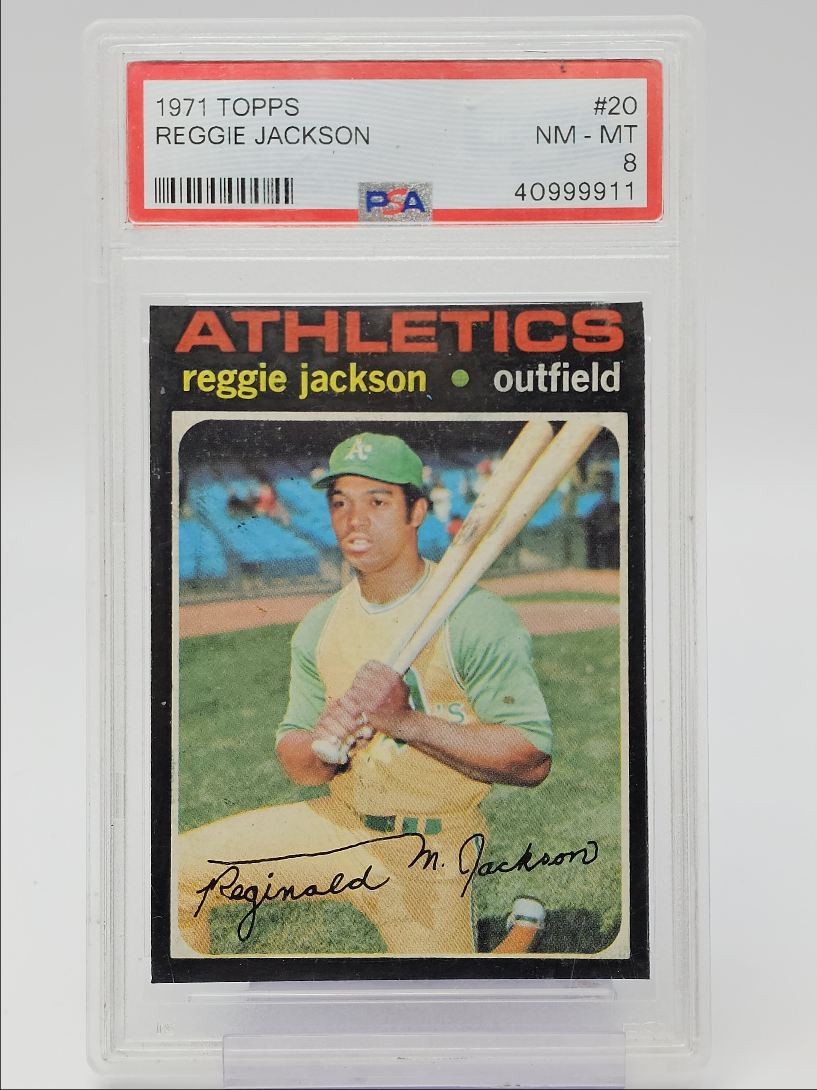 1971 TOPPS #20
REGGIE JACKSON NM - MT
8
PSA 40999911
ATHLETICS
reggie jackson • outfield
A's
'S
Reginald M. Jackson